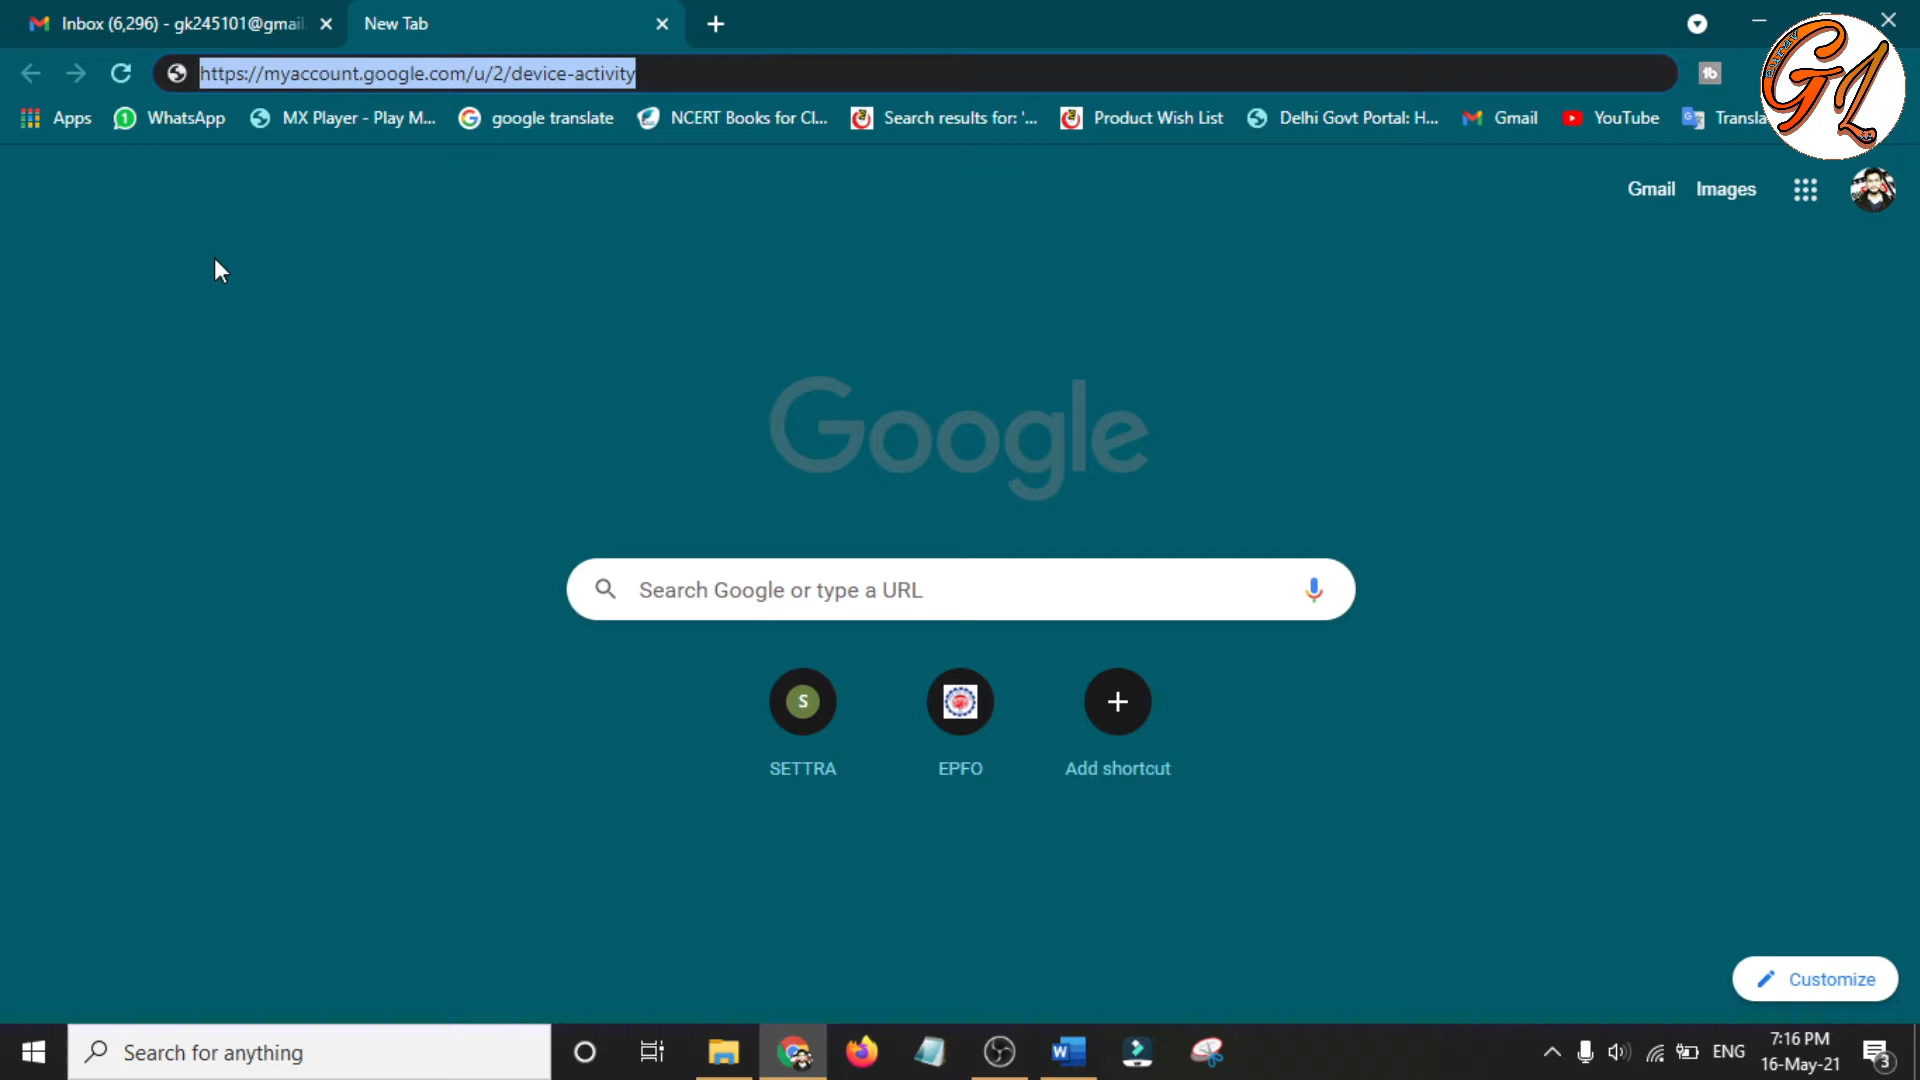 Inbox (6,296) - gk245101@gmai
New Tab
https://myaccount.google.com/u/2/device-activity
Apps
WhatsApp
MX Player - Play M...
google translate
NCERT Books for Cl...
Search results for: '...
Product Wish List
Delhi Govt Portal: H...
Gmail
YouTube
Transla
GL
Gmail Images
Google
Search Google or type a URL
S
SETTRA
EPFO
Add shortcut
Customize
Search for anything
ENG
7:16 PM
16-May-21
3